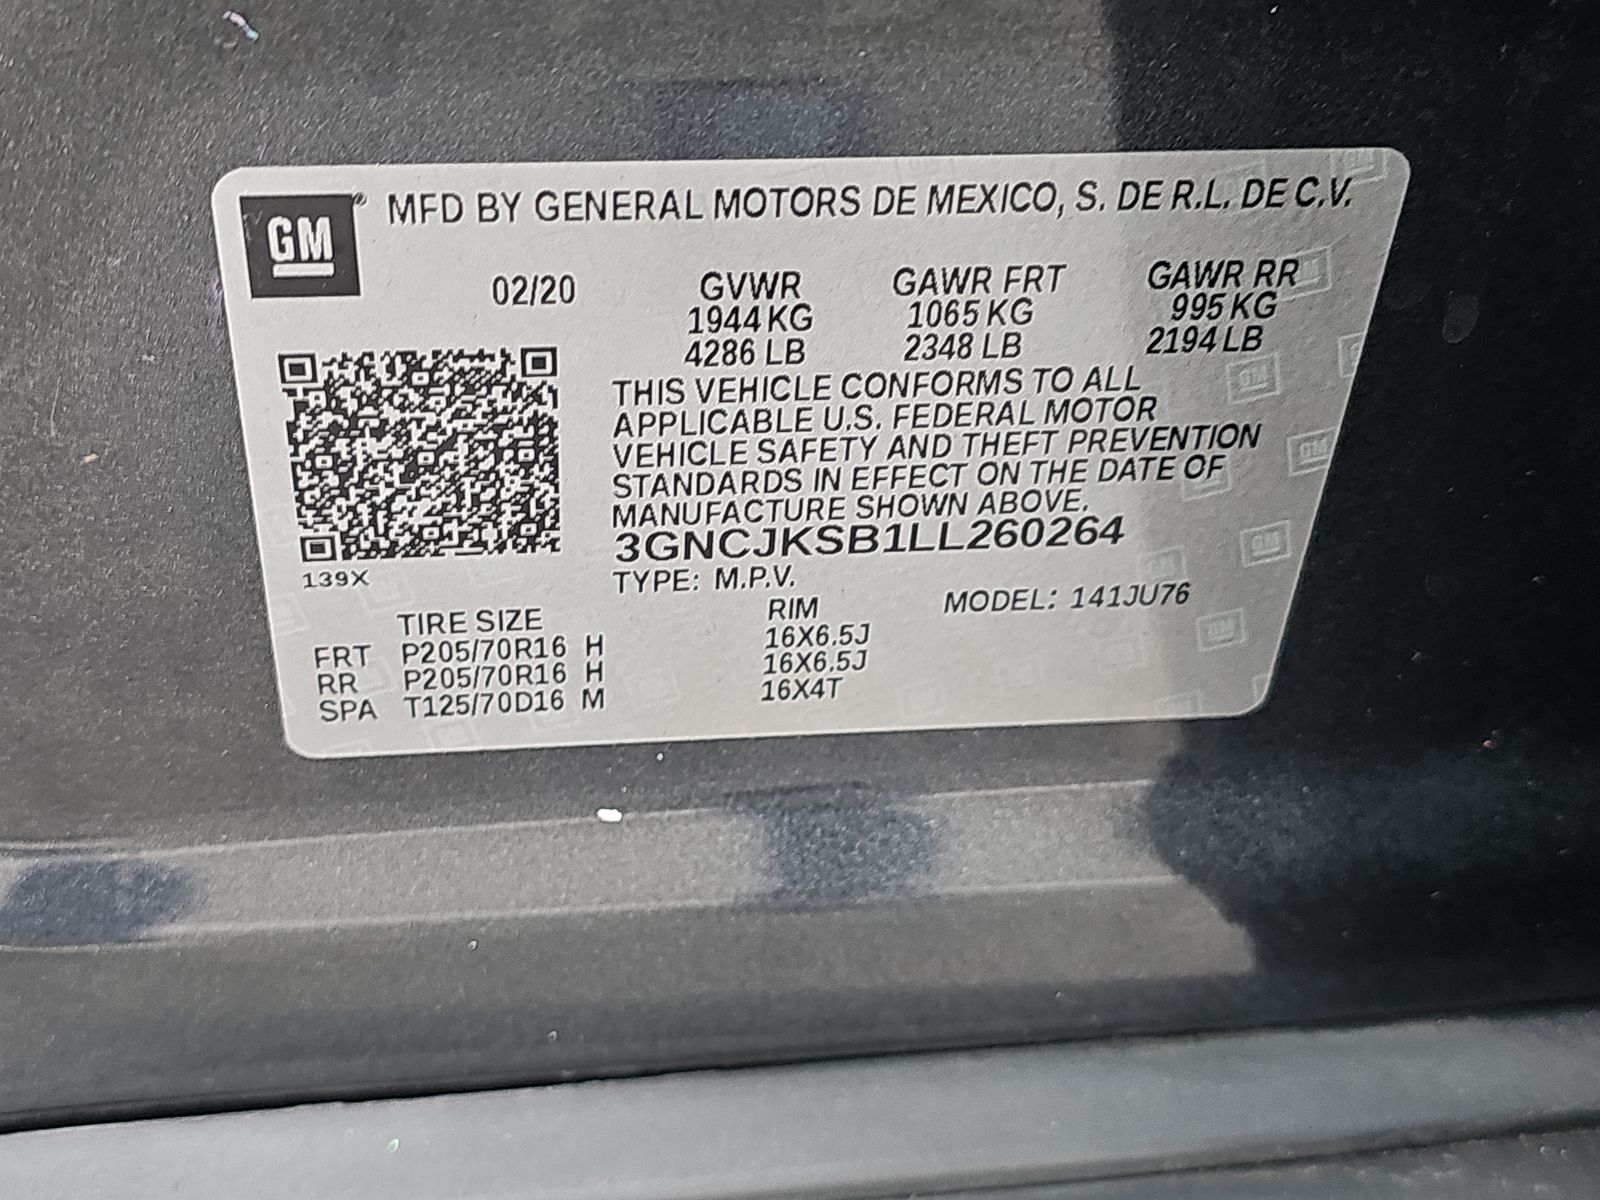 GM® MFD BY GENERAL MOTORS DE MEXICO, S. DE R.L. DE C.V.
02/20 GVWR GAWR FRT GAWR RR
1944 KG 1065 KG 995 KG
4286 LB 2348 LB 2194 LB
THIS VEHICLE CONFORMS TO ALL
APPLICABLE U.S. FEDERAL MOTOR
VEHICLE SAFETY AND THEFT PREVENTION
STANDARDS IN EFFECT ON THE DATE OF
MANUFACTURE SHOWN ABOVE.
3GNCJKSB1LL260264
139X TYPE: M.P.V. MODEL: 141JU76
TIRE SIZE RIM
FRT P205/70R16 H 16X6.5J
RR P205/70R16 H 16X6.5J
SPA T125/70D16 M 16X4T